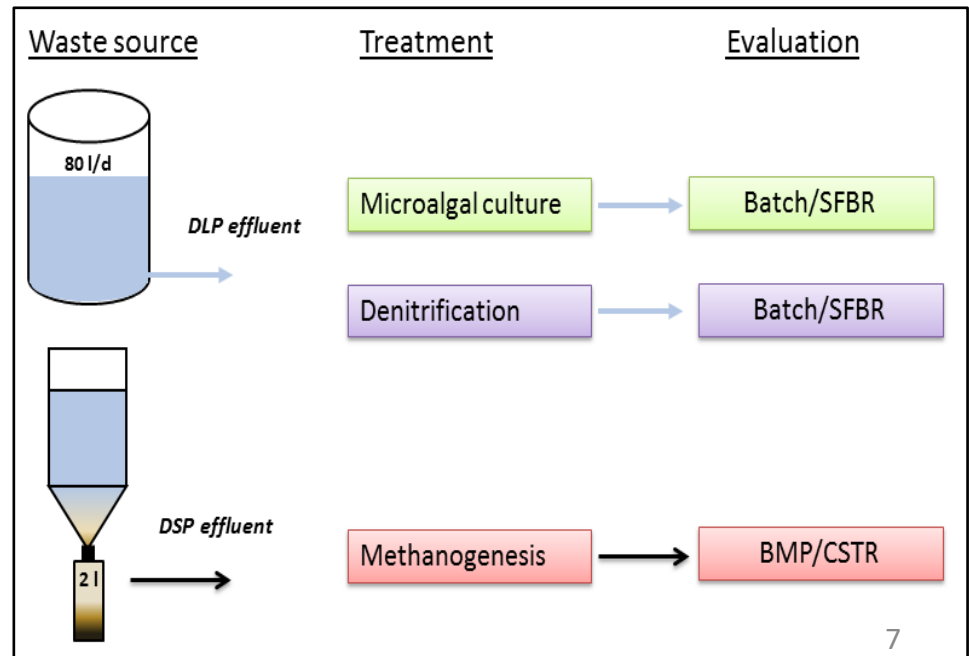 Waste source
Treatment
Evaluation
80 l/d
DLP effluent
Microalgal culture
Batch/SFBR
Denitrification
Batch/SFBR
DSP effluent
2 l
Methanogenesis
BMP/CSTR
7